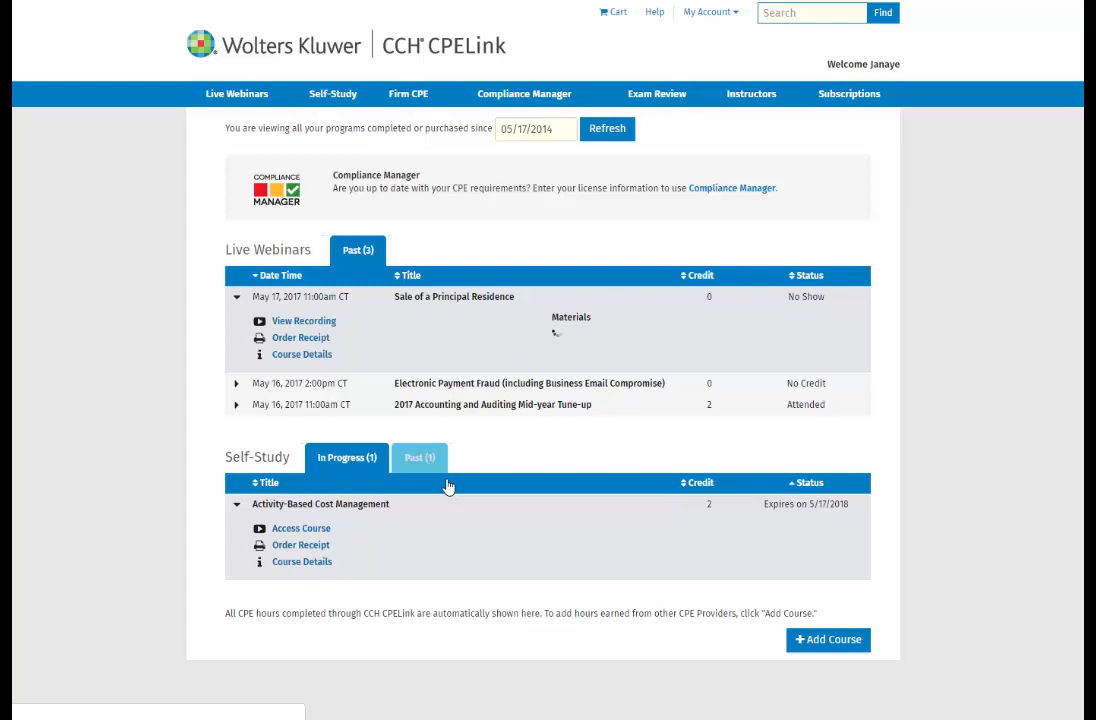 Cart Help My Account Search Find
Wolters Kluwer CCH® CPELink
Welcome Janaye
Live Webinars Self-Study Firm CPE Compliance Manager Exam Review Instructors Subscriptions
You are viewing all your programs completed or purchased since 05/17/2014 Refresh
COMPLIANCE MANAGER
Compliance Manager
Are you up to date with your CPE requirements? Enter your license information to use Compliance Manager.
Live Webinars Past (3)
Date Time Title Credit Status
May 17, 2017 11:00am CT Sale of a Principal Residence 0 No Show
View Recording Materials
Order Receipt
Course Details
May 16, 2017 2:00pm CT Electronic Payment Fraud (including Business Email Compromise) 0 No Credit
May 16, 2017 11:00am CT 2017 Accounting and Auditing Mid-year Tune-up 2 Attended
Self-Study In Progress (1) Past (1)
Title Credit Status
Activity-Based Cost Management 2 Expires on 5/17/2018
Access Course
Order Receipt
Course Details
All CPE hours completed through CCH CPELink are automatically shown here. To add hours earned from other CPE Providers, click "Add Course."
Add Course